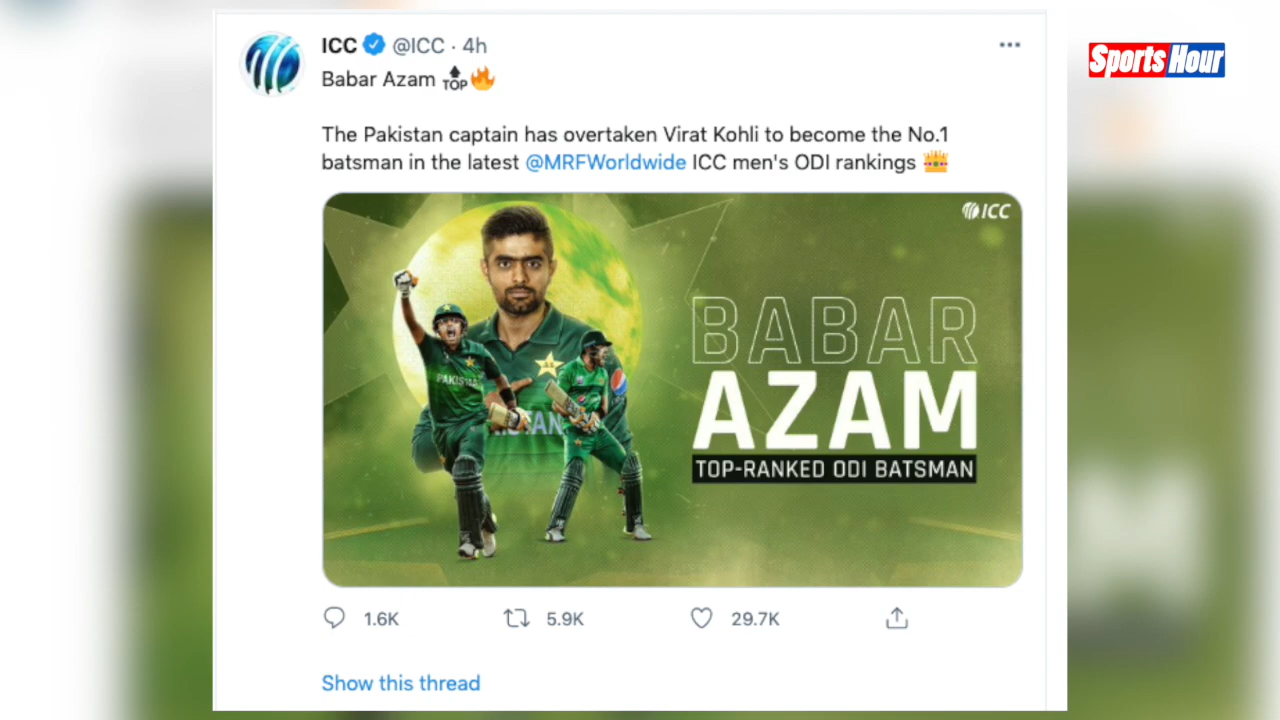 Sports Hour
ICC @ICC · 4h
Babar Azam 🔝🔥
The Pakistan captain has overtaken Virat Kohli to become the No.1
batsman in the latest @MRFWorldwide ICC men's ODI rankings 👑
ICC
BABAR
AZAM
TOP-RANKED ODI BATSMAN
PAKISTAN
1.6K 5.9K 29.7K
Show this thread